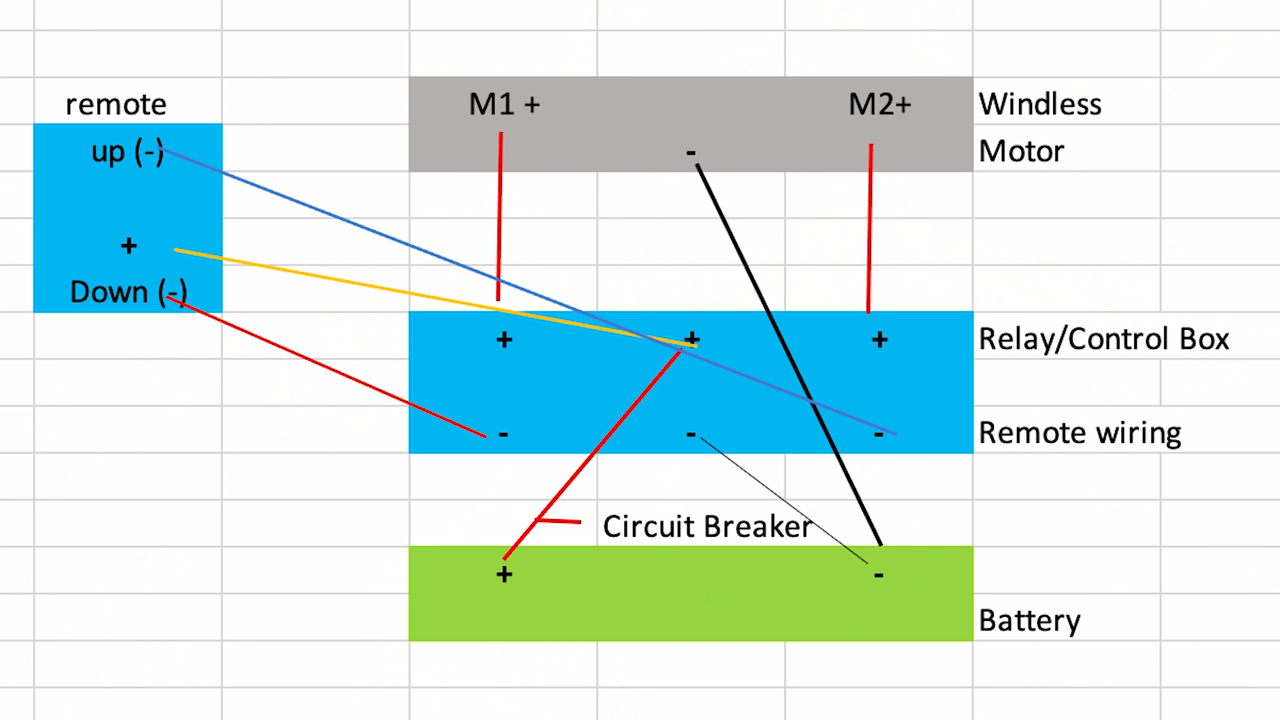 remote
M1 +
M2+
Windless
up (-)
-
Motor
+
Down (-)
+
+
+
Relay/Control Box
-
-
-
Remote wiring
Circuit Breaker
+
-
Battery